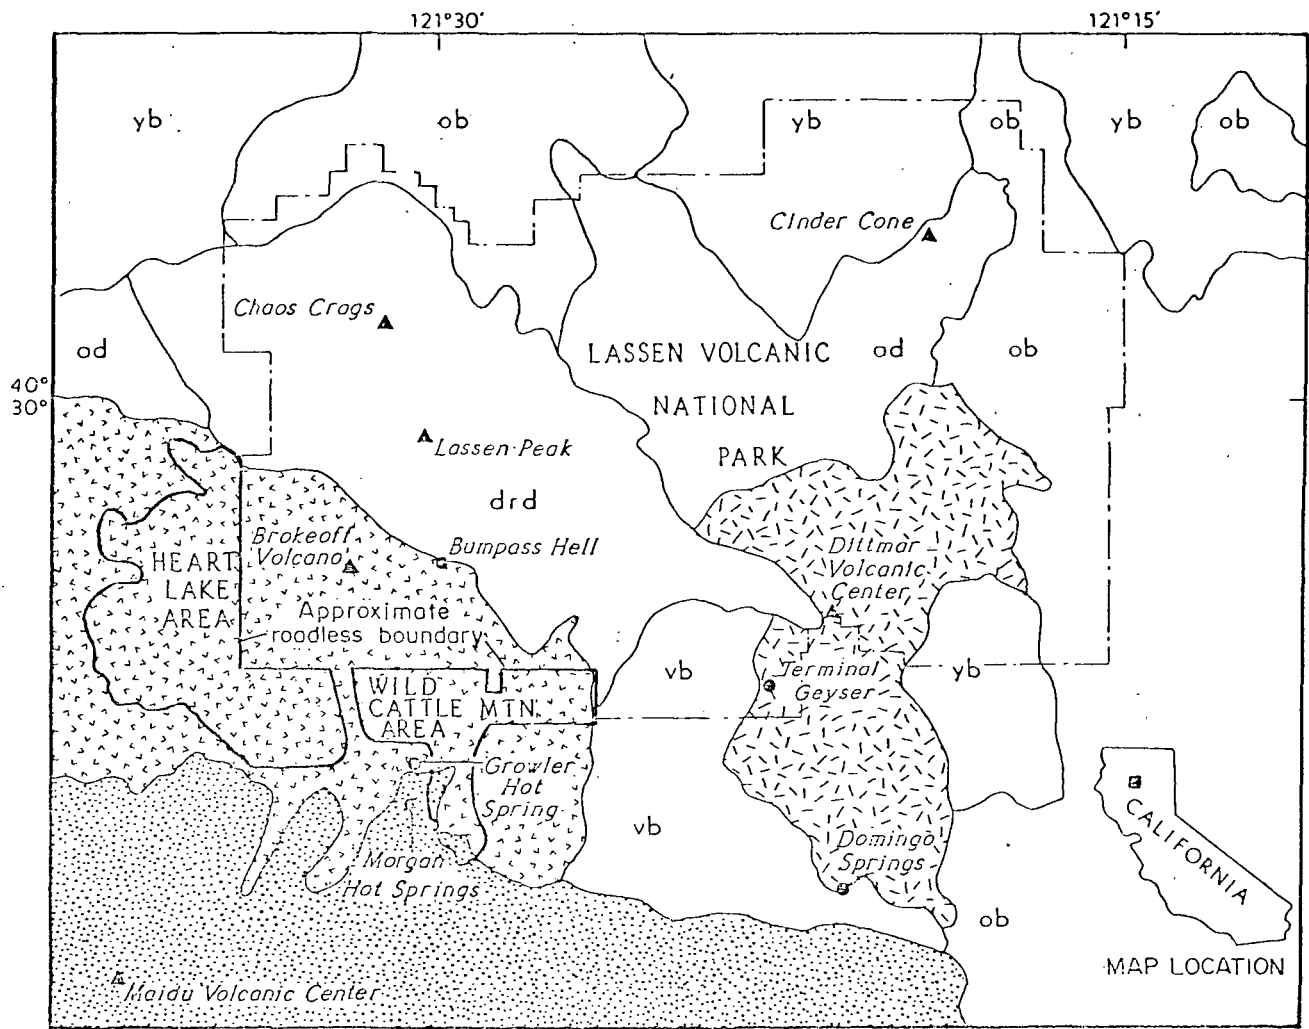 121°30'
121°15'
yb
ob
yb
ob
yb
ob
Cinder Cone
Chaos Crags
ad
LASSEN VOLCANIC
NATIONAL
PARK
ad
ob
40°
30'
Lassen Peak
drd
Bumpass Hell
Brokeoff
Volcano
HEART
LAKE
AREA
Dittmar
Volcanic
Center
Approximate
roadless boundary
vb
Terminal
Geyser
yb
WILD
CATTLE MTN.
AREA
Growler
Hot
Spring
vb
Domingo
Springs
Morgan
Hot Springs
ob
CALIFORNIA
MAP LOCATION
Maidu Volcanic Center